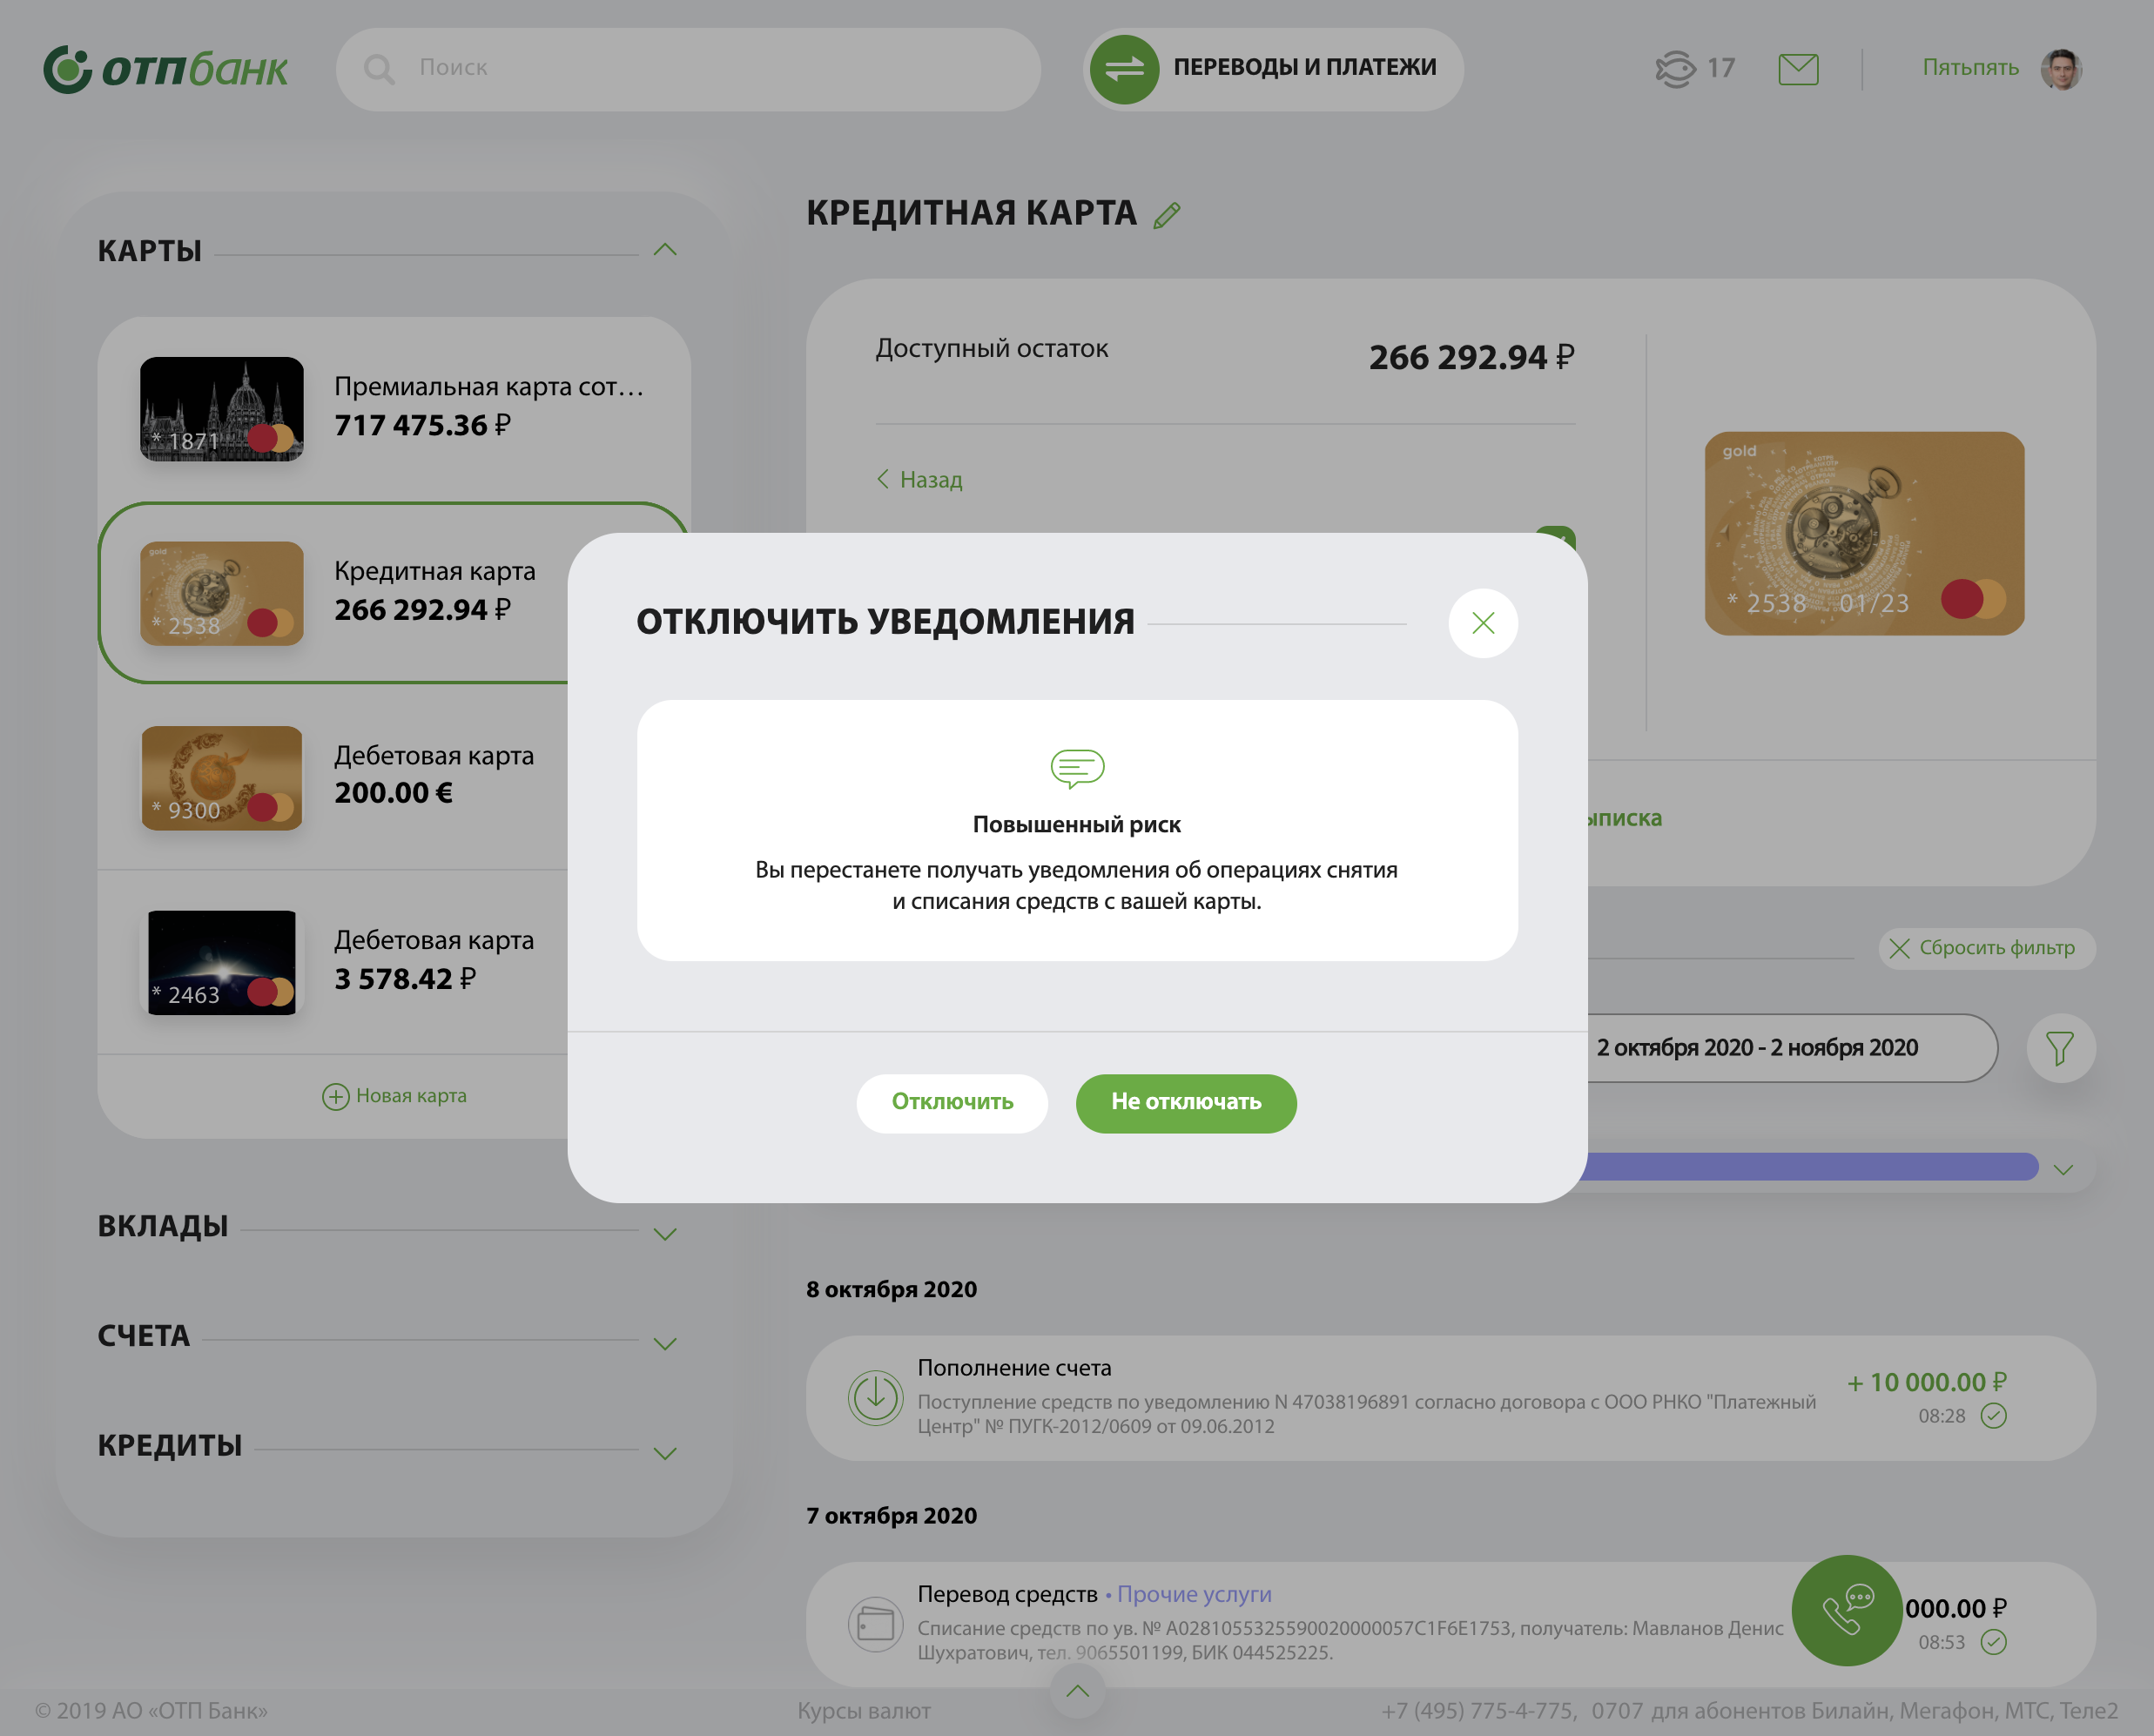 ОТПбанк
Поиск
ПЕРЕВОДЫ И ПЛАТЕЖИ
17
Пятьпять
КАРТЫ
* 1871
Премиальная карта сот…
717 475.36 ₽
gold
* 2538
Кредитная карта
266 292.94 ₽
* 9300
Дебетовая карта
200.00 €
* 2463
Дебетовая карта
3 578.42 ₽
Новая карта
ВКЛАДЫ
СЧЕТА
КРЕДИТЫ
КРЕДИТНАЯ КАРТА
Доступный остаток
266 292.94 ₽
Назад
gold
* 2538 01/23
ОТКЛЮЧИТЬ УВЕДОМЛЕНИЯ
Повышенный риск
Вы перестанете получать уведомления об операциях снятия
и списания средств с вашей карты.
Отключить
Не отключать
ыписка
Сбросить фильтр
2 октября 2020 - 2 ноября 2020
8 октября 2020
Пополнение счета
Поступление средств по уведомлению N 47038196891 согласно договора с ООО РНКО "Платежный
Центр" № ПУГК-2012/0609 от 09.06.2012
+ 10 000.00 ₽
08:28
7 октября 2020
Перевод средств • Прочие услуги
Списание средств по ув. № A02810553255900200000​57C1F6E1753, получатель: Мавланов Денис
Шухратович, тел. 9065501199, БИК 044525225.
000.00 ₽
08:53
© 2019 АО «ОТП Банк»
Курсы валют
+7 (495) 775-4-775, 0707 для абонентов Билайн, Мегафон, МТС, Теле2